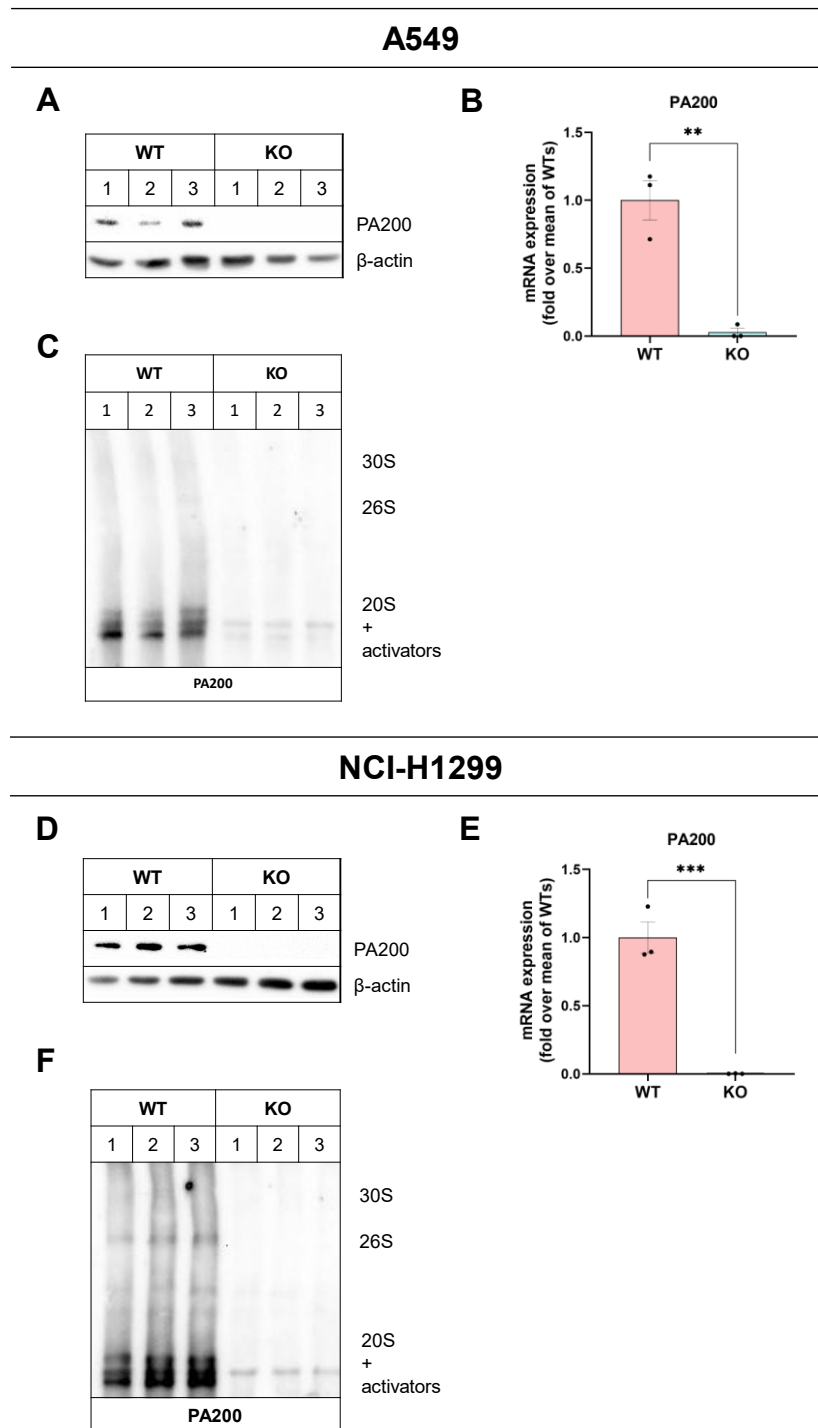 A549
A
WT KO
1 2 3 1 2 3
PA200
β-actin
B
PA200
mRNA expression
(fold over mean of WTs)
1.5
1.0
0.5
0.0
**
WT KO
C
WT KO
1 2 3 1 2 3
30S
26S
20S
+
activators
PA200
NCI-H1299
D
WT KO
1 2 3 1 2 3
PA200
β-actin
E
PA200
mRNA expression
(fold over mean of WTs)
1.5
1.0
0.5
0.0
***
WT KO
F
WT KO
1 2 3 1 2 3
30S
26S
20S
+
activators
PA200